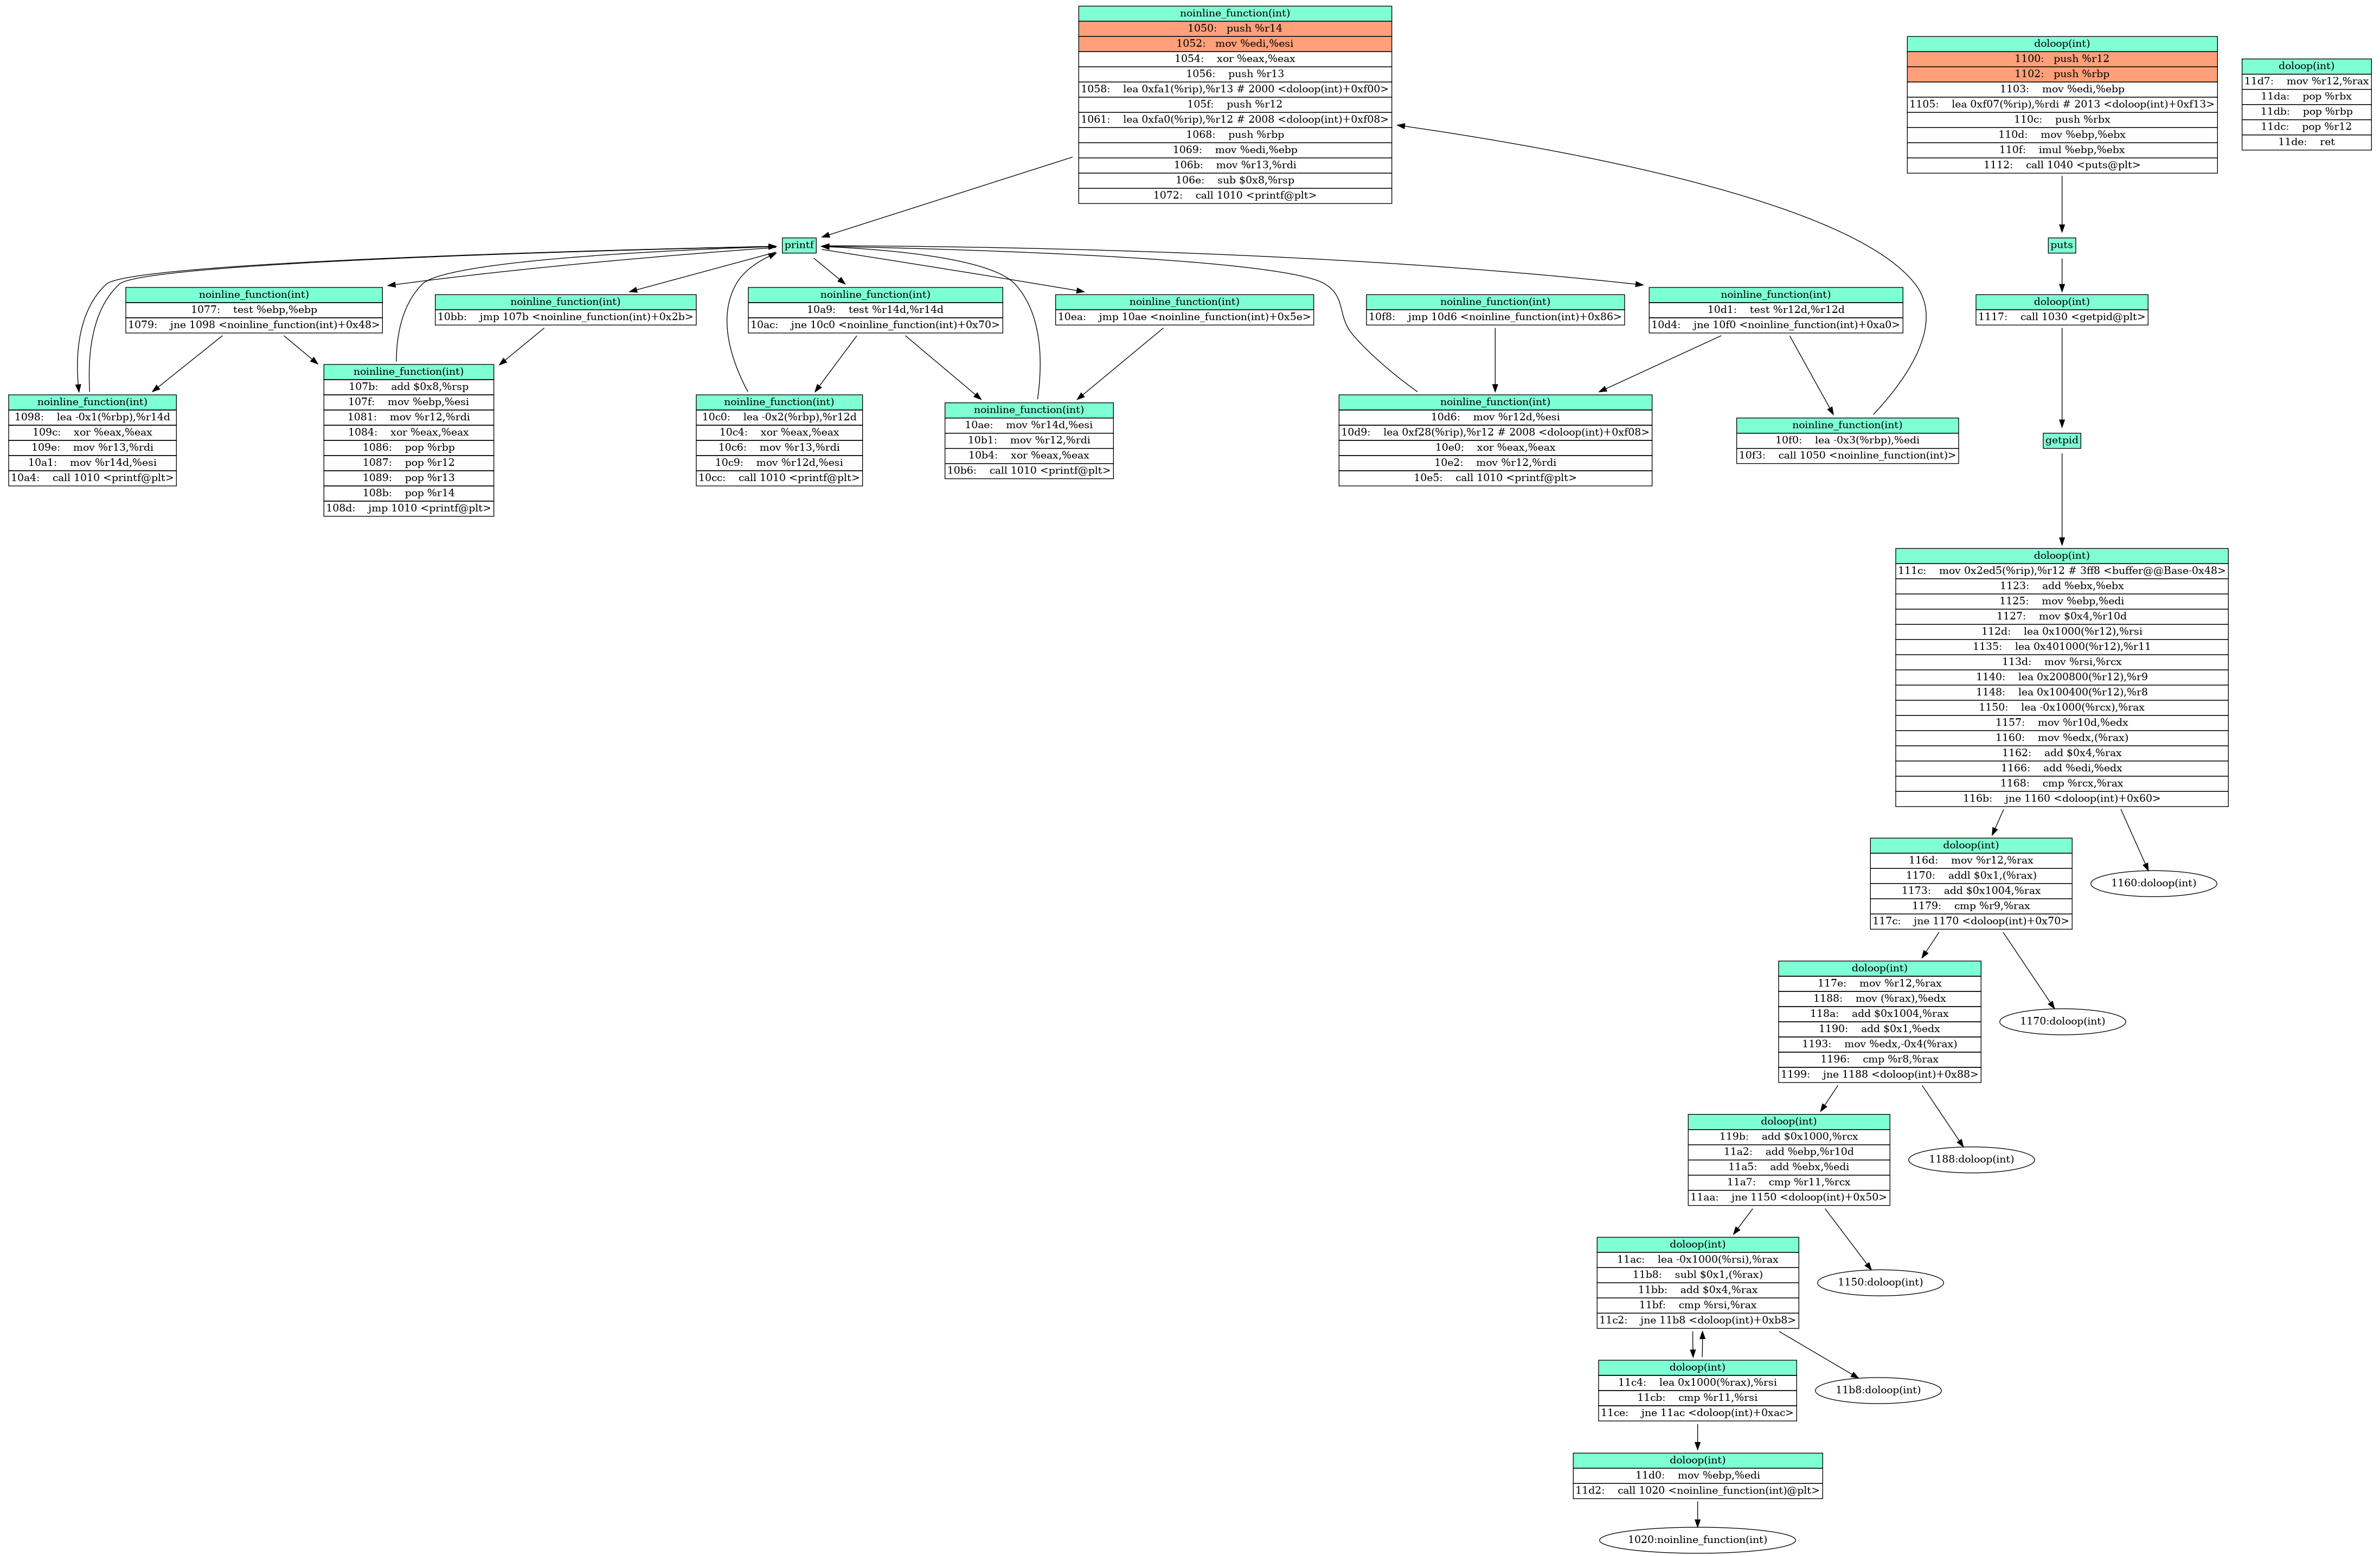 noinline_function(int)
1050: push %r14
1052: mov %edi,%esi
1054: xor %eax,%eax
1056: push %r13
1058: lea 0xfa1(%rip),%r13 # 2000 <doloop(int)+0xf00>
105f: push %r12
1061: lea 0xfa0(%rip),%r12 # 2008 <doloop(int)+0xf08>
1068: push %rbp
1069: mov %edi,%ebp
106b: mov %r13,%rdi
106e: sub $0x8,%rsp
1072: call 1010 <printf@plt>
doloop(int)
1100: push %r12
1102: push %rbp
1103: mov %edi,%ebp
1105: lea 0xf07(%rip),%rdi # 2013 <doloop(int)+0xf13>
110c: push %rbx
110d: mov %ebp,%ebx
110f: imul %ebp,%ebx
1112: call 1040 <puts@plt>
doloop(int)
11d7: mov %r12,%rax
11da: pop %rbx
11db: pop %rbp
11dc: pop %r12
11de: ret
printf
puts
noinline_function(int)
1077: test %ebp,%ebp
1079: jne 1098 <noinline_function(int)+0x48>
noinline_function(int)
10bb: jmp 107b <noinline_function(int)+0x2b>
noinline_function(int)
10a9: test %r14d,%r14d
10ac: jne 10c0 <noinline_function(int)+0x70>
noinline_function(int)
10ea: jmp 10ae <noinline_function(int)+0x5e>
noinline_function(int)
10f8: jmp 10d6 <noinline_function(int)+0x86>
noinline_function(int)
10d1: test %r12d,%r12d
10d4: jne 10f0 <noinline_function(int)+0xa0>
doloop(int)
1117: call 1030 <getpid@plt>
noinline_function(int)
1098: lea -0x1(%rbp),%r14d
109c: xor %eax,%eax
109e: mov %r13,%rdi
10a1: mov %r14d,%esi
10a4: call 1010 <printf@plt>
noinline_function(int)
107b: add $0x8,%rsp
107f: mov %ebp,%esi
1081: mov %r12,%rdi
1084: xor %eax,%eax
1086: pop %rbp
1087: pop %r12
1089: pop %r13
108b: pop %r14
108d: jmp 1010 <printf@plt>
noinline_function(int)
10c0: lea -0x2(%rbp),%r12d
10c4: xor %eax,%eax
10c6: mov %r13,%rdi
10c9: mov %r12d,%esi
10cc: call 1010 <printf@plt>
noinline_function(int)
10ae: mov %r14d,%esi
10b1: mov %r12,%rdi
10b4: xor %eax,%eax
10b6: call 1010 <printf@plt>
noinline_function(int)
10d6: mov %r12d,%esi
10d9: lea 0xf28(%rip),%r12 # 2008 <doloop(int)+0xf08>
10e0: xor %eax,%eax
10e2: mov %r12,%rdi
10e5: call 1010 <printf@plt>
noinline_function(int)
10f0: lea -0x3(%rbp),%edi
10f3: call 1050 <noinline_function(int)>
getpid
doloop(int)
111c: mov 0x2ed5(%rip),%r12 # 3ff8 <buffer@@Base-0x48>
1123: add %ebx,%ebx
1125: mov %ebp,%edi
1127: mov $0x4,%r10d
112d: lea 0x1000(%r12),%rsi
1135: lea 0x401000(%r12),%r11
113d: mov %rsi,%rcx
1140: lea 0x200800(%r12),%r9
1148: lea 0x100400(%r12),%r8
1150: lea -0x1000(%rcx),%rax
1157: mov %r10d,%edx
1160: mov %edx,(%rax)
1162: add $0x4,%rax
1166: add %edi,%edx
1168: cmp %rcx,%rax
116b: jne 1160 <doloop(int)+0x60>
doloop(int)
116d: mov %r12,%rax
1170: addl $0x1,(%rax)
1173: add $0x1004,%rax
1179: cmp %r9,%rax
117c: jne 1170 <doloop(int)+0x70>
1160:doloop(int)
doloop(int)
117e: mov %r12,%rax
1188: mov (%rax),%edx
118a: add $0x1004,%rax
1190: add $0x1,%edx
1193: mov %edx,-0x4(%rax)
1196: cmp %r8,%rax
1199: jne 1188 <doloop(int)+0x88>
1170:doloop(int)
doloop(int)
119b: add $0x1000,%rcx
11a2: add %ebp,%r10d
11a5: add %ebx,%edi
11a7: cmp %r11,%rcx
11aa: jne 1150 <doloop(int)+0x50>
1188:doloop(int)
doloop(int)
11ac: lea -0x1000(%rsi),%rax
11b8: subl $0x1,(%rax)
11bb: add $0x4,%rax
11bf: cmp %rsi,%rax
11c2: jne 11b8 <doloop(int)+0xb8>
1150:doloop(int)
doloop(int)
11c4: lea 0x1000(%rax),%rsi
11cb: cmp %r11,%rsi
11ce: jne 11ac <doloop(int)+0xac>
11b8:doloop(int)
doloop(int)
11d0: mov %ebp,%edi
11d2: call 1020 <noinline_function(int)@plt>
1020:noinline_function(int)